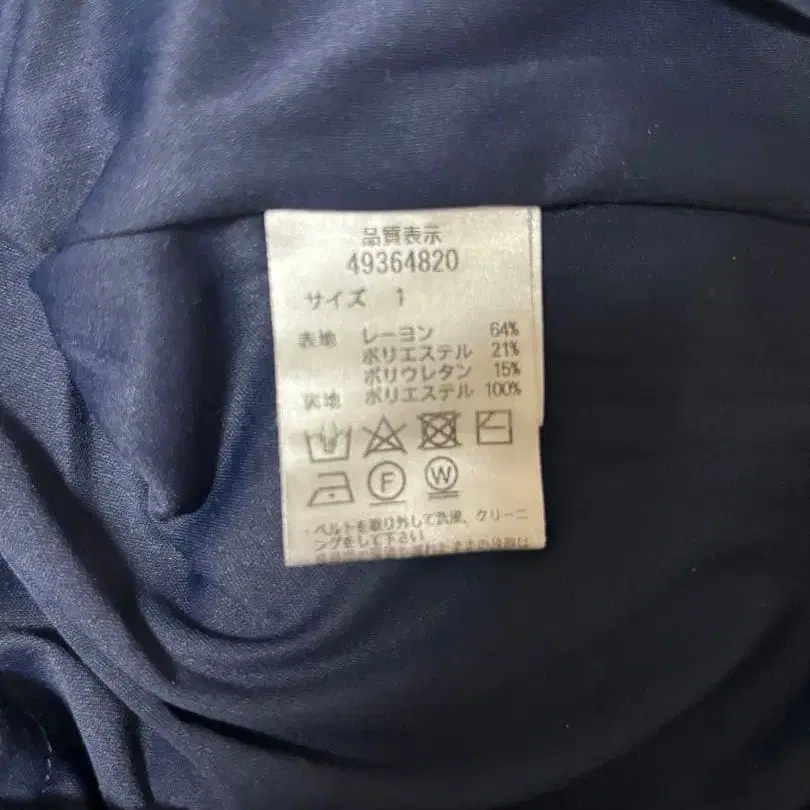 品質表示
49364820
サイズ 1
表地 レーヨン 64%
ポリエステル 21%
ポリウレタン 15%
裏地 ポリエステル 100%
F W
・ベルトを取り外して洗濯、クリーニ
ングをして下さい